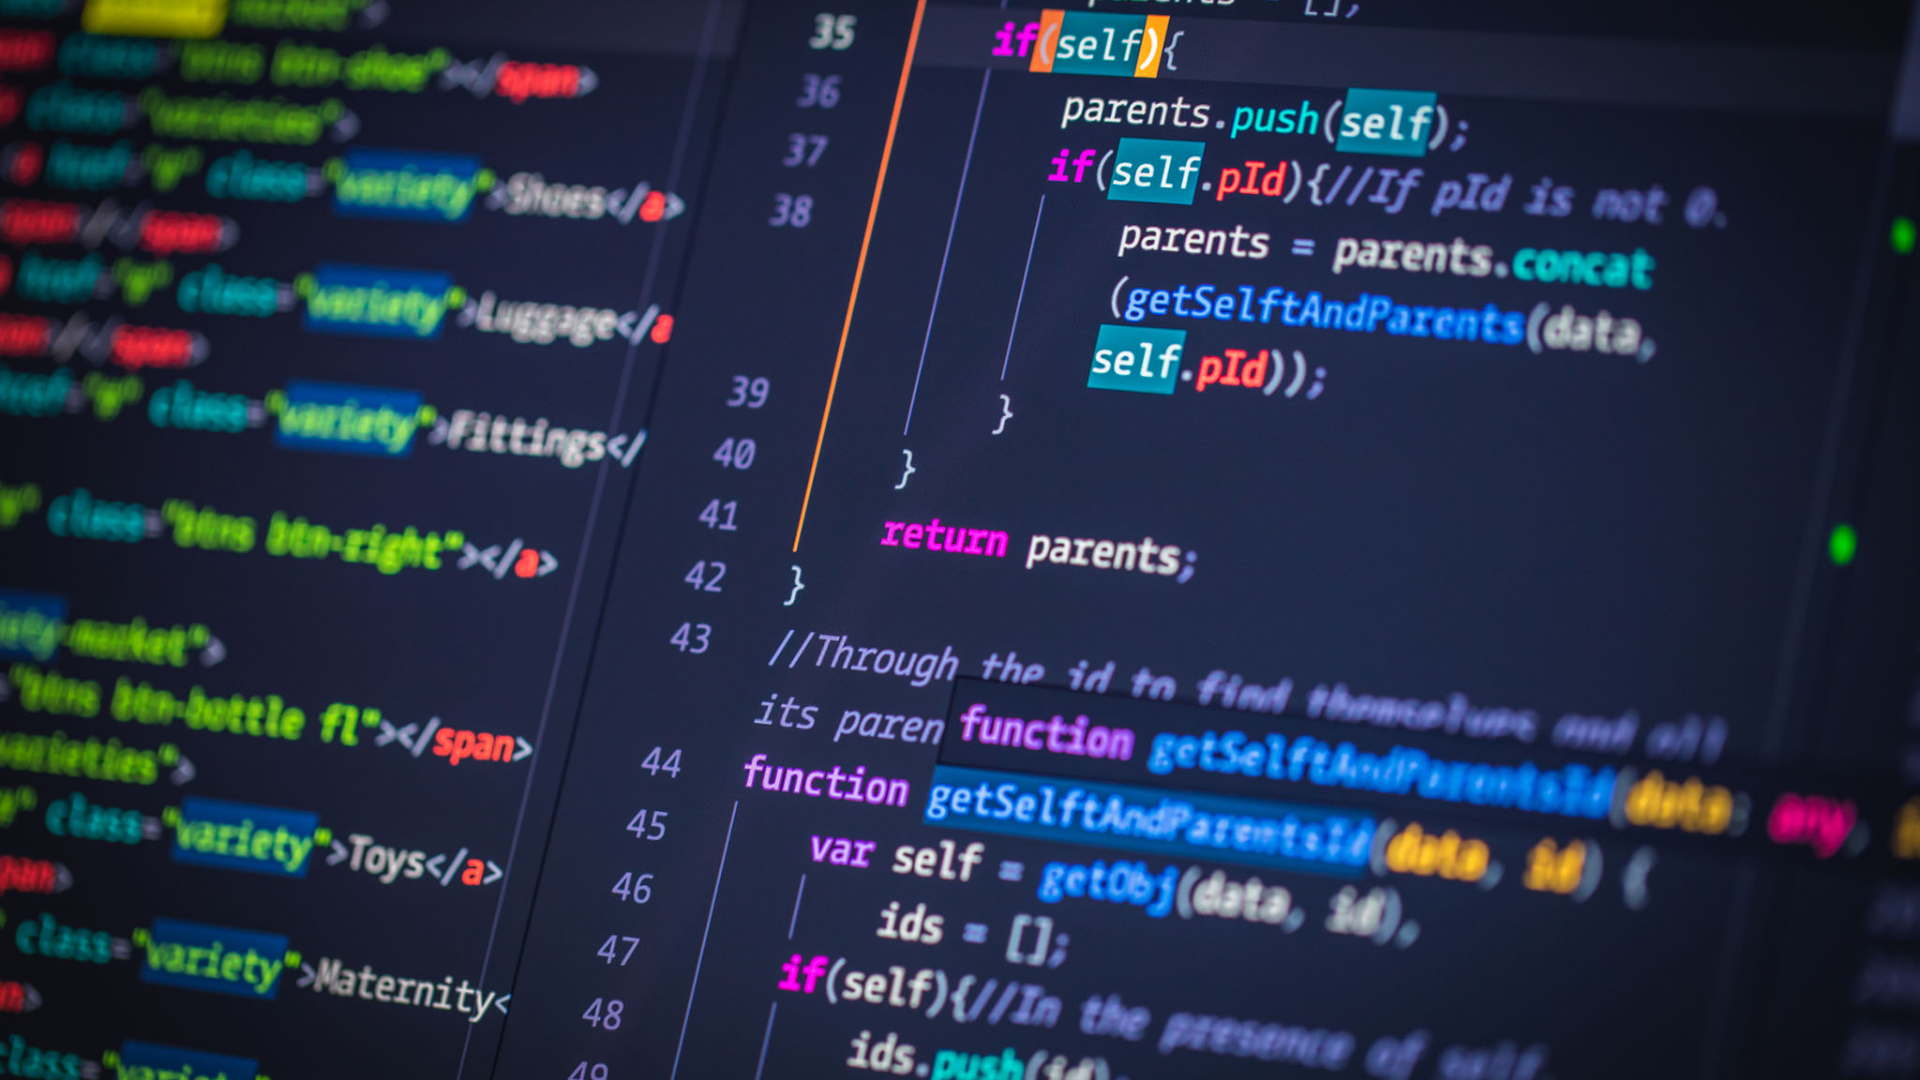 market">
span class="btns btn-shoe"></span>
class="varieties">
a href="#" class="variety">Shoes</a>
span>/</span>
href="#" class="variety">Luggage</a
span>/</span>
href="#" class="variety">Fittings</
class="btns btn-right"></a>
variety-market">
"btns btn-bottle fl"></span>
varieties">
class="variety">Toys</a>
span>
class="variety">Maternity<
class="variety"
parents = [];
35 if(self){
36 parents.push(self);
37 if(self.pId){//If pId is not 0.
38 parents = parents.concat
(getSelftAndParents(data,
self.pId));
39 }
40 }
41 return parents;
42 }
43 //Through the id to find themselves and all
its paren
function getSelftAndParentsId(data: any,
44 function getSelftAndParentsId(data, id) {
45 var self = getObj(data, id),
46 ids = [];
47 if(self){//In the presence of self.
48 ids.push(id);
49